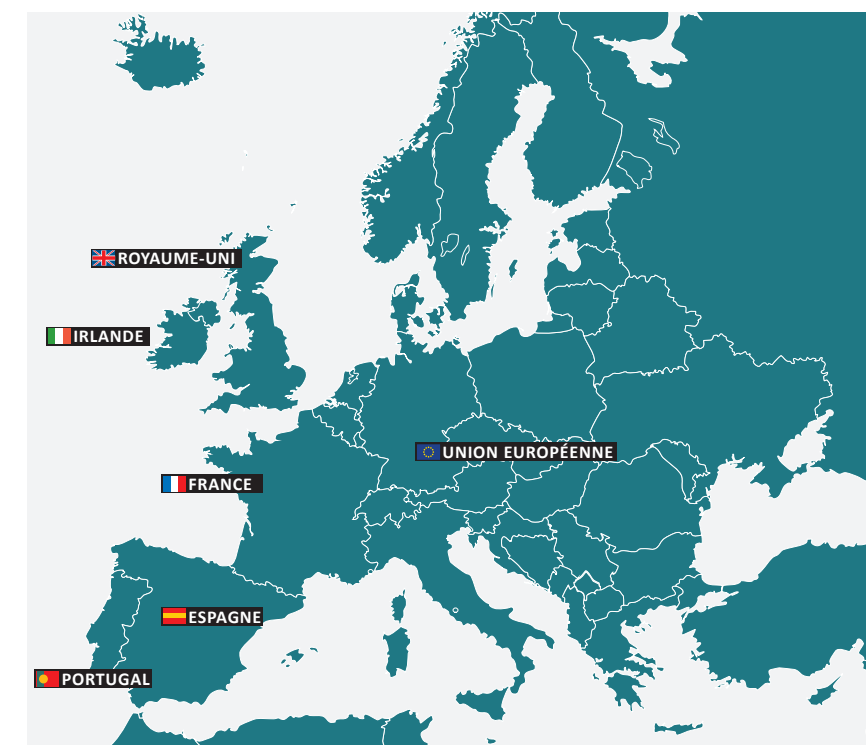 ROYAUME-UNI
IRLANDE
UNION EUROPÉENNE
FRANCE
ESPAGNE
PORTUGAL